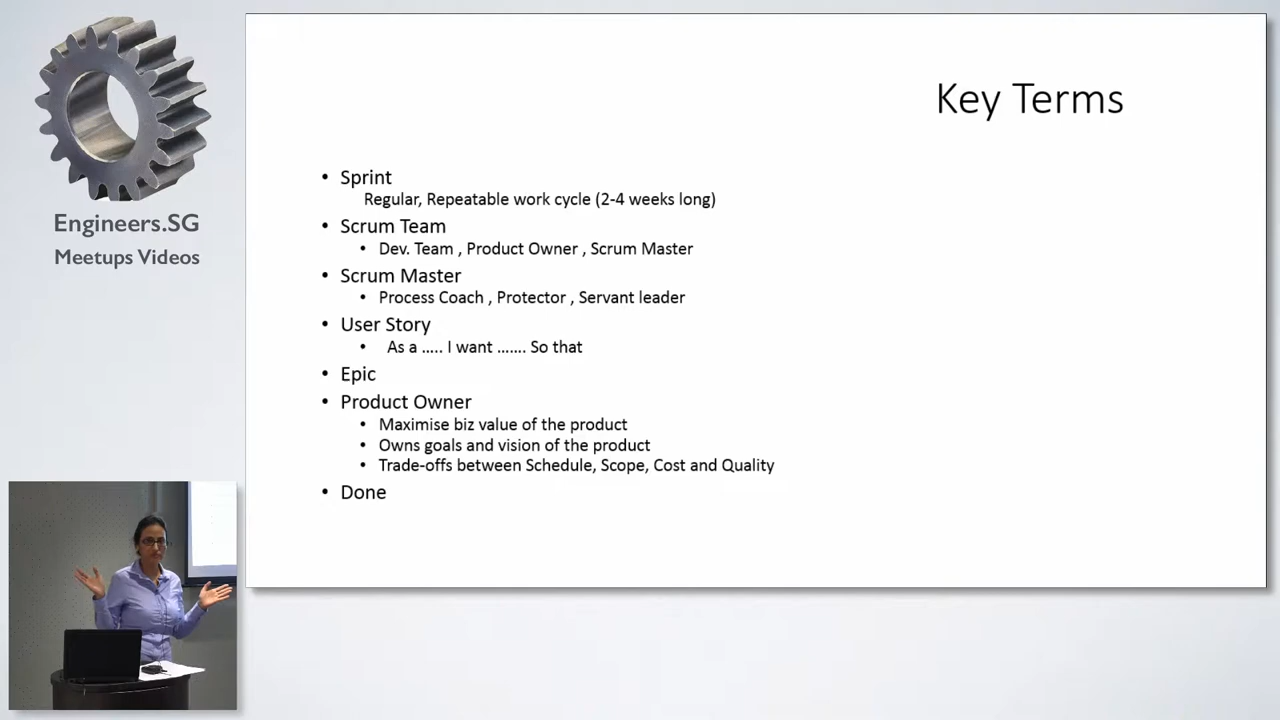 Engineers.SG
Meetups Videos
Key Terms
• Sprint
Regular, Repeatable work cycle (2-4 weeks long)
• Scrum Team
• Dev. Team , Product Owner , Scrum Master
• Scrum Master
• Process Coach , Protector , Servant leader
• User Story
• As a ..... I want ....... So that
• Epic
• Product Owner
• Maximise biz value of the product
• Owns goals and vision of the product
• Trade-offs between Schedule, Scope, Cost and Quality
• Done